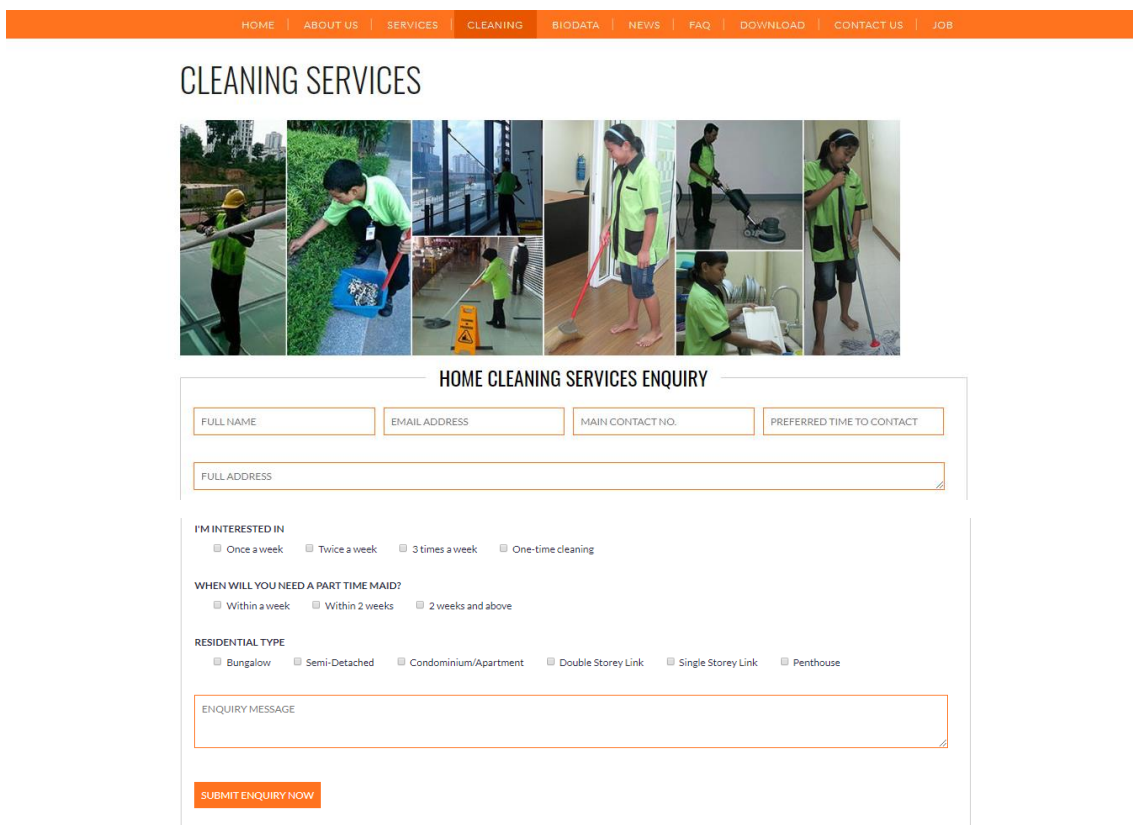 HOME | ABOUT US | SERVICES | CLEANING BIODATA | NEWS | FAQ | DOWNLOAD | CONTACT US | JOB
CLEANING SERVICES
HOME CLEANING SERVICES ENQUIRY
FULL NAME EMAIL ADDRESS MAIN CONTACT NO. PREFERRED TIME TO CONTACT
FULL ADDRESS
I'M INTERESTED IN
Once a week Twice a week 3 times a week One-time cleaning
WHEN WILL YOU NEED A PART TIME MAID?
Within a week Within 2 weeks 2 weeks and above
RESIDENTIAL TYPE
Bungalow Semi-Detached Condominium/Apartment Double Storey Link Single Storey Link Penthouse
ENQUIRY MESSAGE
SUBMIT ENQUIRY NOW